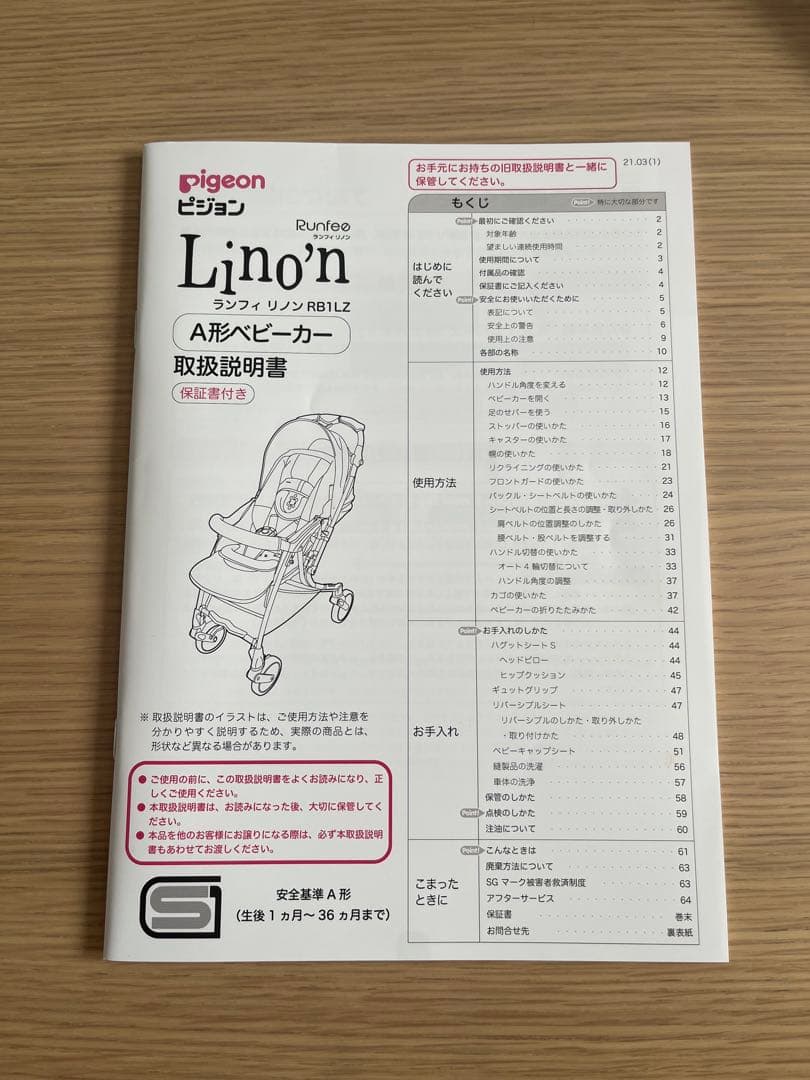 pigeon
ピジョン
Runfee
ランフィ リノン
Lino'n
ランフィ リノン RB1LZ
A形ベビーカー
取扱説明書
保証書付き
※ 取扱説明書のイラストは、ご使用方法や注意を
分かりやすく説明するため、実際の商品とは、
形状など異なる場合があります。
● ご使用の前に、この取扱説明書をよくお読みになり、正
しくご使用ください。
● 本取扱説明書は、お読みになった後、大切に保管してく
ださい。
● 本品を他のお客様にお譲りになる際は、必ず本取扱説明
書もあわせてお渡しください。
安全基準 A 形
（生後 1 ヵ月～ 36 ヵ月まで）
お手元にお持ちの旧取扱説明書と一緒に
保管してください。
21.03(1)
もくじ
Point! 特に大切な部分です
はじめに
読んで
ください
Point! 最初にご確認ください 2
対象年齢 2
望ましい連続使用時間 2
使用期間について 3
付属品の確認 4
保証書にご記入ください 4
Point! 安全にお使いいただくために 5
表記について 5
安全上の警告 6
使用上の注意 9
各部の名称 10
使用方法
使用方法 12
ハンドル角度を変える 12
ベビーカーを開く 13
足のせバーを使う 15
ストッパーの使いかた 16
キャスターの使いかた 17
幌の使いかた 18
リクライニングの使いかた 21
フロントガードの使いかた 23
バックル・シートベルトの使いかた 24
シートベルトの位置と長さの調整・取り外しかた 26
肩ベルトの位置調整のしかた 26
腰ベルト・股ベルトを調整する 31
ハンドル切替の使いかた 33
オート 4 輪切替について 33
ハンドル角度の調整 37
カゴの使いかた 37
ベビーカーの折りたたみかた 42
お手入れ
Point! お手入れのしかた 44
ハグットシート S 44
ヘッドピロー 44
ヒップクッション 45
ギュットグリップ 47
リバーシブルシート 47
リバーシブルのしかた・取り外しかた
・取り付けかた 48
ベビーキャップシート 51
縫製品の洗濯 56
車体の洗浄 57
保管のしかた 58
Point! 点検のしかた 59
注油について 60
こまった
ときに
Point! こんなときは 61
廃棄方法について 63
SG マーク被害者救済制度 63
アフターサービス 64
保証書 巻末
お問合せ先 裏表紙